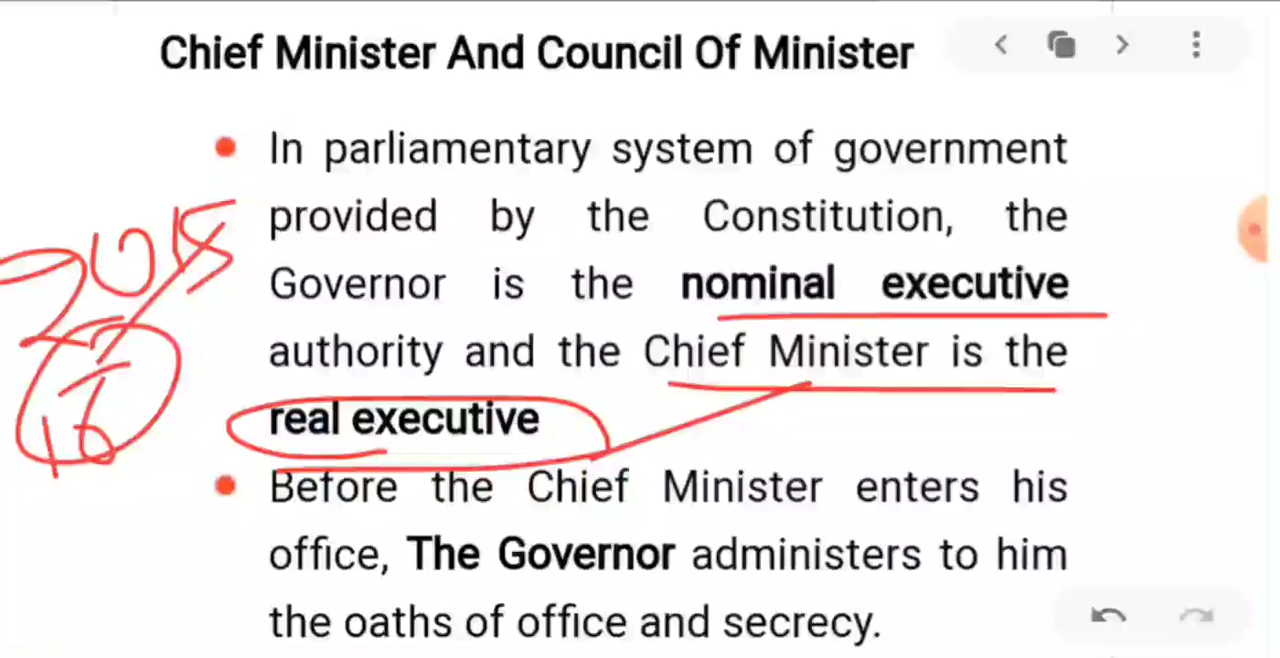 Chief Minister And Council Of Minister
In parliamentary system of government
provided by the Constitution, the
Governor is the nominal executive
authority and the Chief Minister is the
real executive
Before the Chief Minister enters his
office, The Governor administers to him
the oaths of office and secrecy.